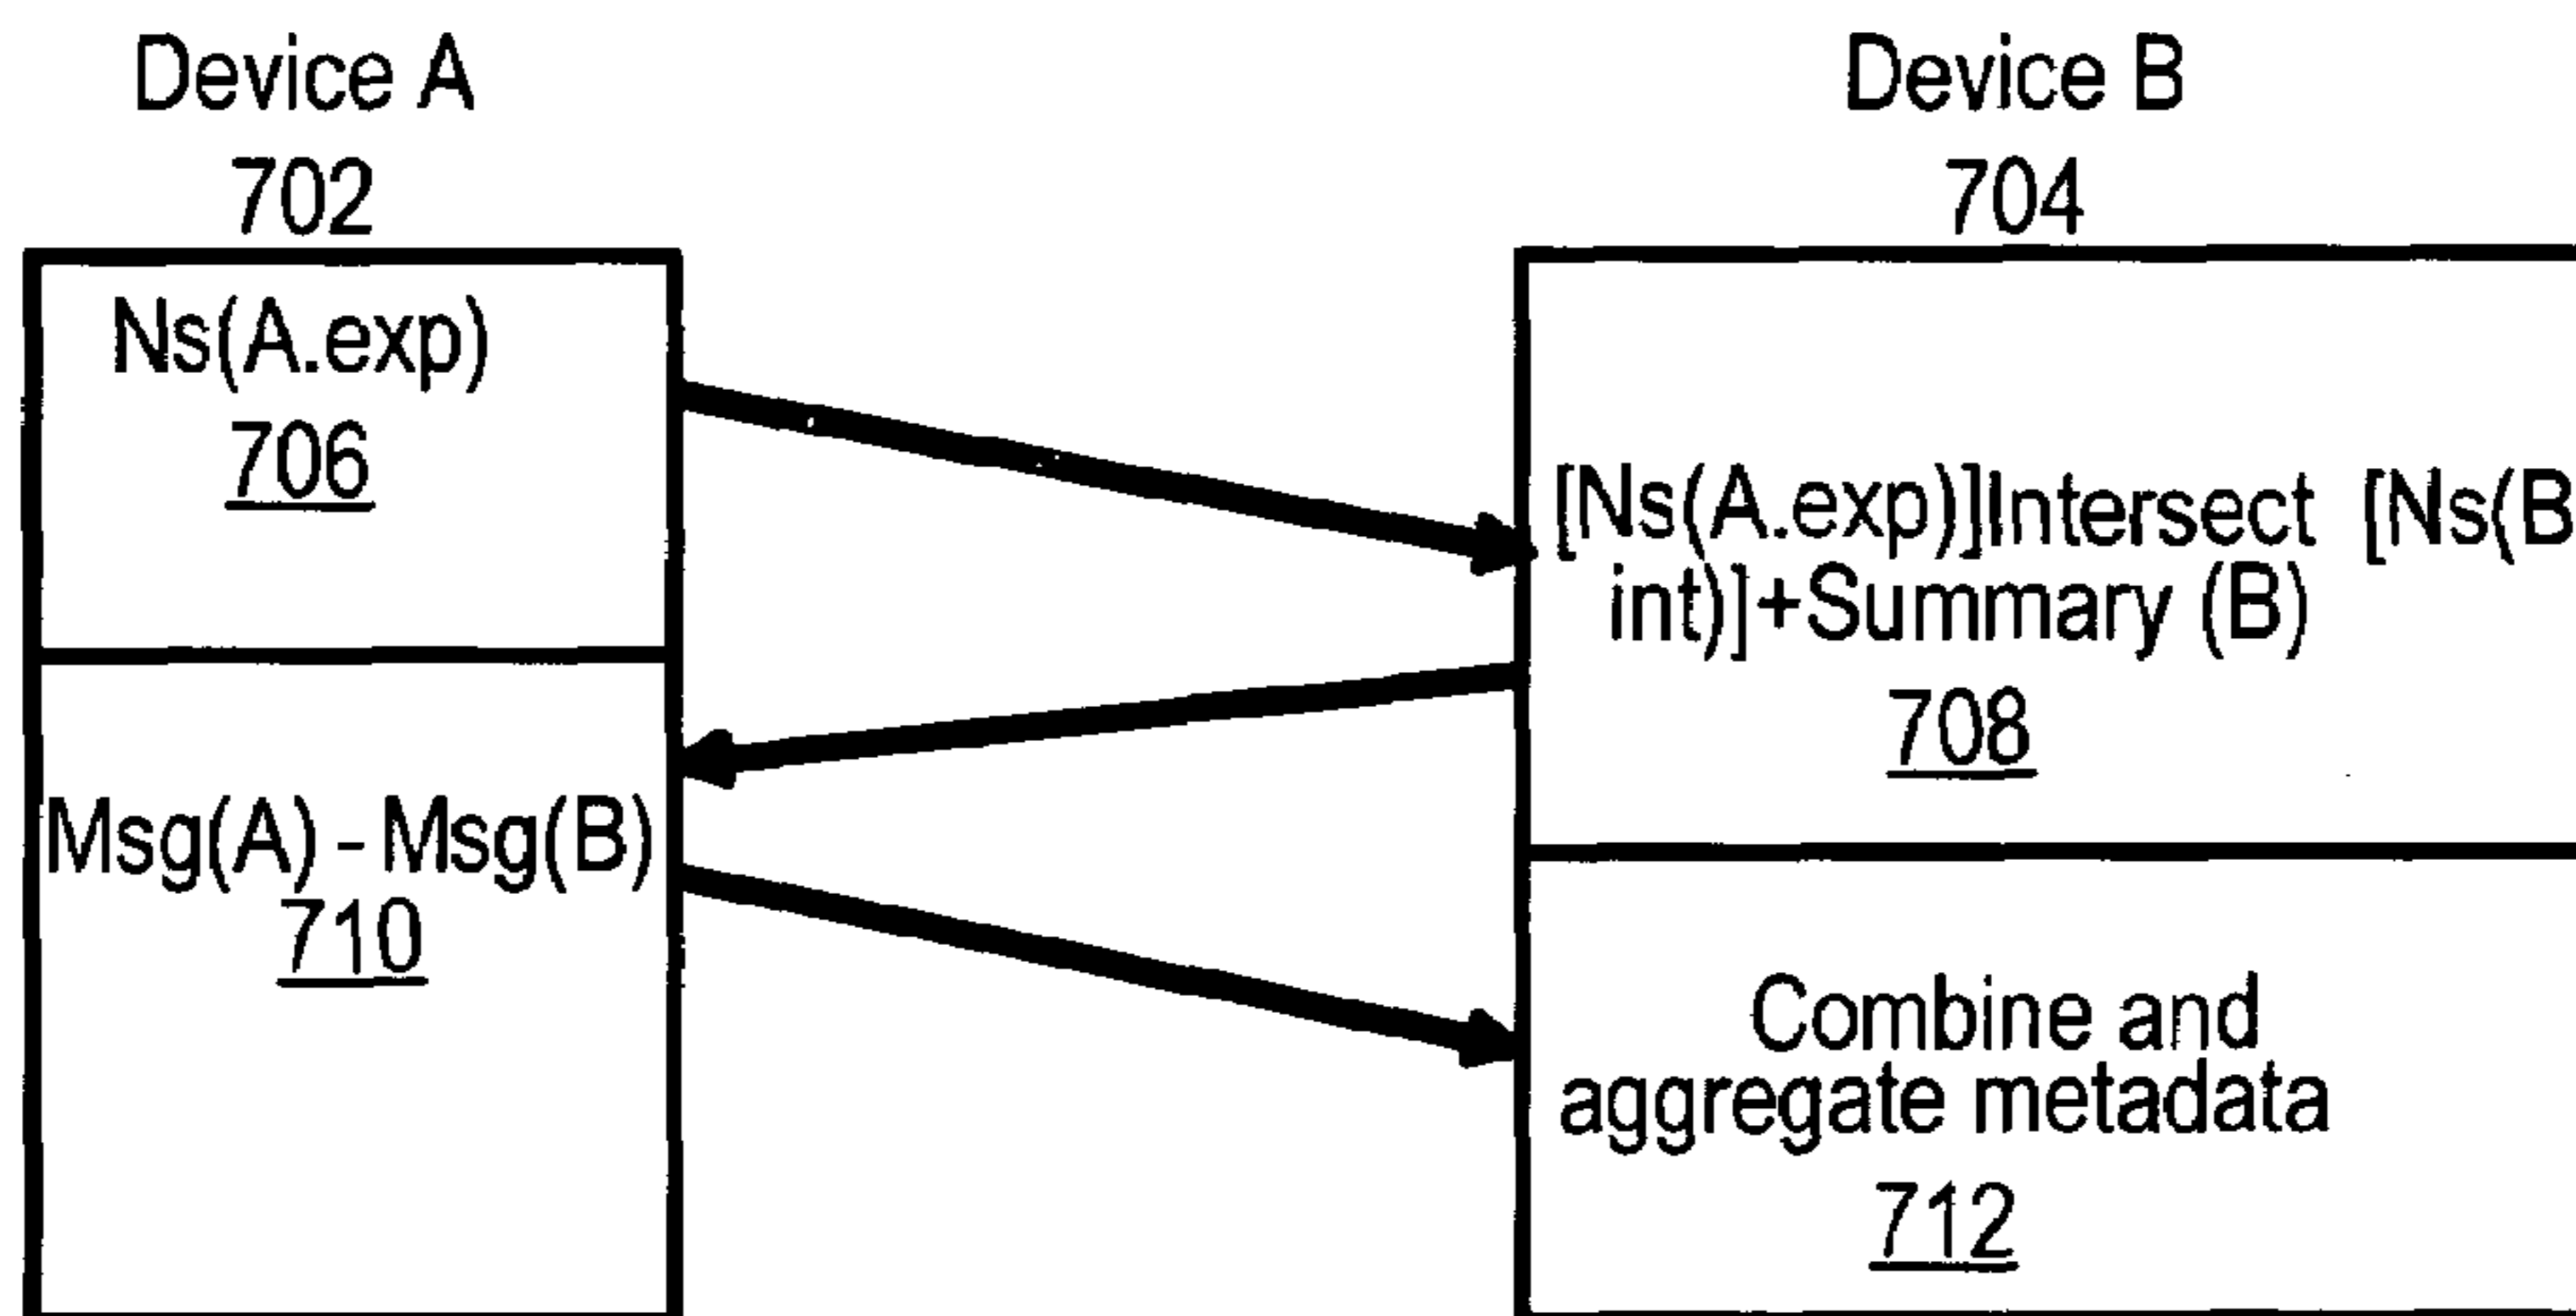 Device A
702
Device B
704
Ns(A.exp)
706
[Ns(A.exp)]Intersect [Ns(B
int)]+Summary (B)
708
Msg(A) - Msg(B)
710
Combine and
aggregate metadata
712